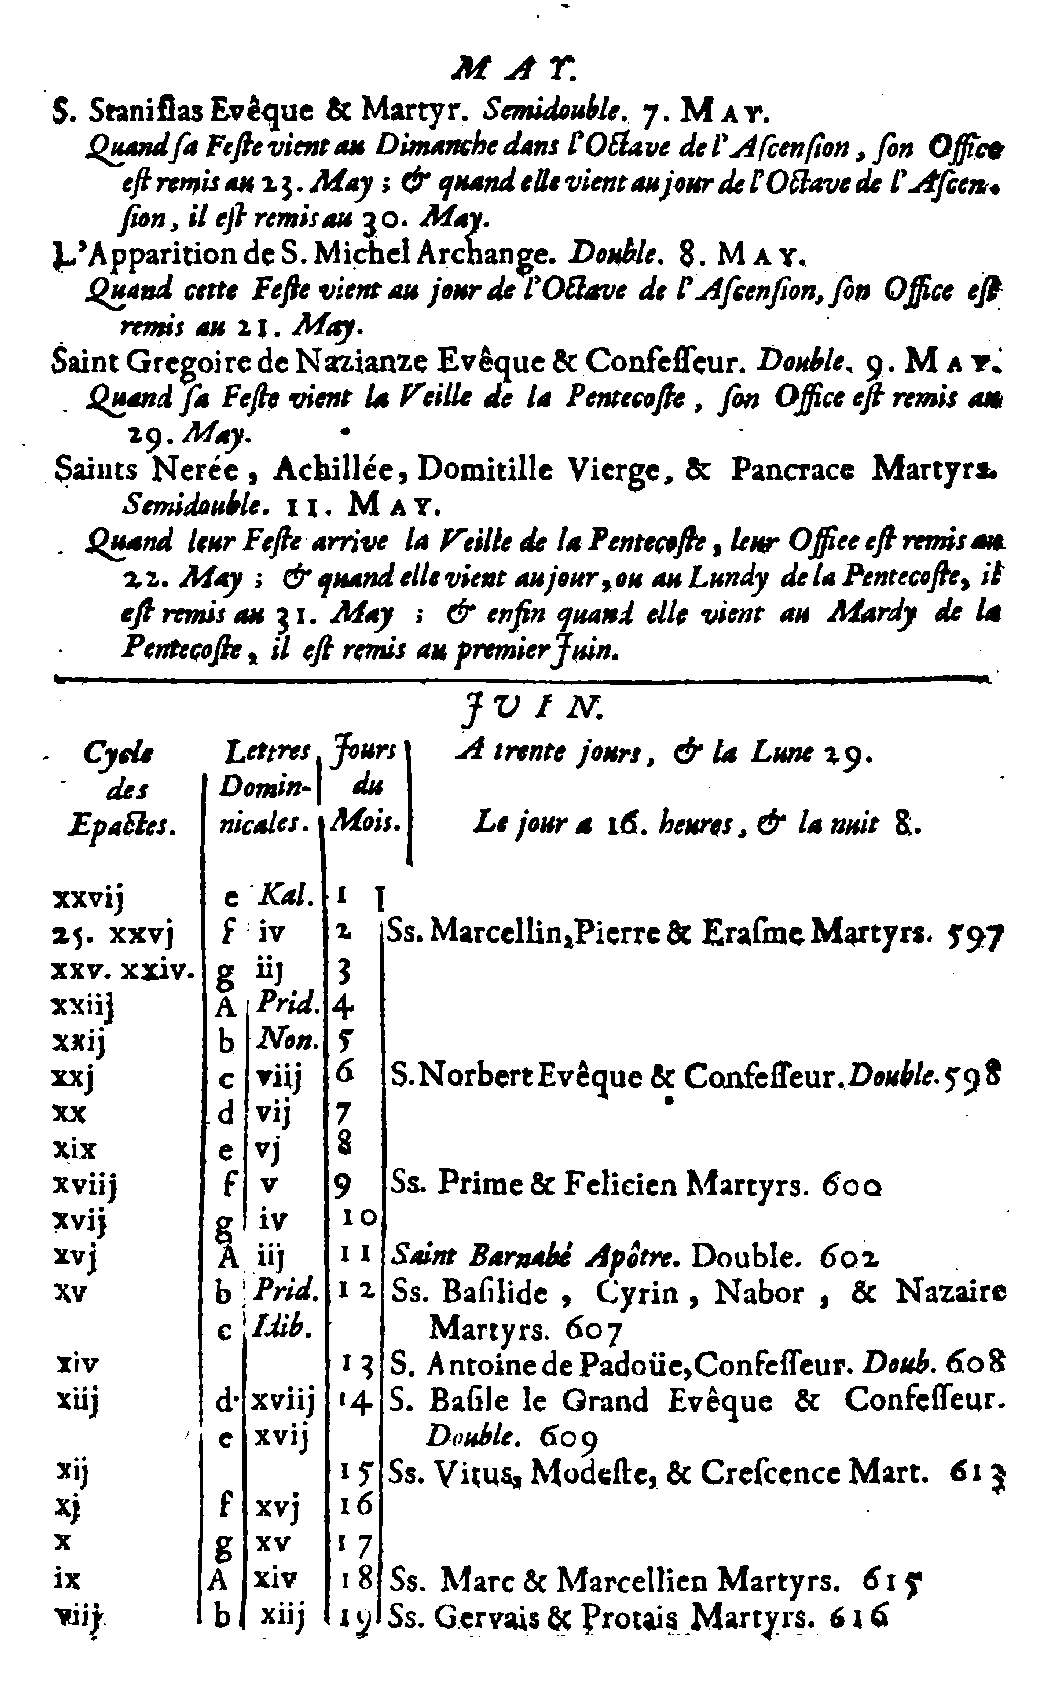 MAY.
S. Staniſlas Evêque & Martyr. Semidouble. 7. MAY.
Quand ſa Feſte vient au Dimanche dans l'Octave de l'Aſcenſion, ſon Office
eſt remis au 23. May ; & quand elle vient au jour de l'Octave de l'Aſcen-
ſion, il eſt remis au 30. May.
L'Apparition de S. Michel Archange. Double. 8. MAY.
Quand cette Feſte vient au jour de l'Octave de l'Aſcenſion, ſon Office eſt
remis au 21. May.
Saint Gregoire de Nazianze Evêque & Confeſſeur. Double. 9. MAY.
Quand ſa Feſte vient la Veille de la Pentecoſte, ſon Office eſt remis au
29. May.
Saints Nerée, Achillée, Domitille Vierge, & Pancrace Martyrs.
Semidouble. 11. MAY.
Quand leur Feſte arrive la Veille de la Pentecoſte, leur Office eſt remis au
22. May ; & quand elle vient au jour, ou au Lundy de la Pentecoſte, il
eſt remis au 31. May ; & enfin quand elle vient au Mardy de la
Pentecoſte, il eſt remis au premier Juin.
JUIN.
Cycle Lettres Jours A trente jours, & la Lune 29.
des Domin- du
Epactes. nicales. Mois. Le jour a 16. heures, & la nuit 8.
xxvij e Kal. 1
25. xxvj f iv 2 Ss. Marcellin, Pierre & Eraſme Martyrs. 597
xxv. xxiv. g iij 3
xxiij A Prid. 4
xxij b Non. 5
xxj c viij 6 S. Norbert Evêque & Confeſſeur. Double. 598
xx d vij 7
xix e vj 8
xviij f v 9 Ss. Prime & Felicien Martyrs. 600
xvij g iv 10
xvj A iij 11 Saint Barnabé Apôtre. Double. 602
xv b Prid. 12 Ss. Baſilide, Cyrin, Nabor, & Nazaire
c Idib. Martyrs. 607
xiv 13 S. Antoine de Padoüe, Confeſſeur. Doub. 608
xiij d xviij 14 S. Baſile le Grand Evêque & Confeſſeur.
e xvij Double. 609
xij 15 Ss. Vitus, Modeſte, & Creſcence Mart. 613
xj f xvj 16
x g xv 17
ix A xiv 18 Ss. Marc & Marcellien Martyrs. 615
viij b xiij 19 Ss. Gervais & Protais Martyrs. 616